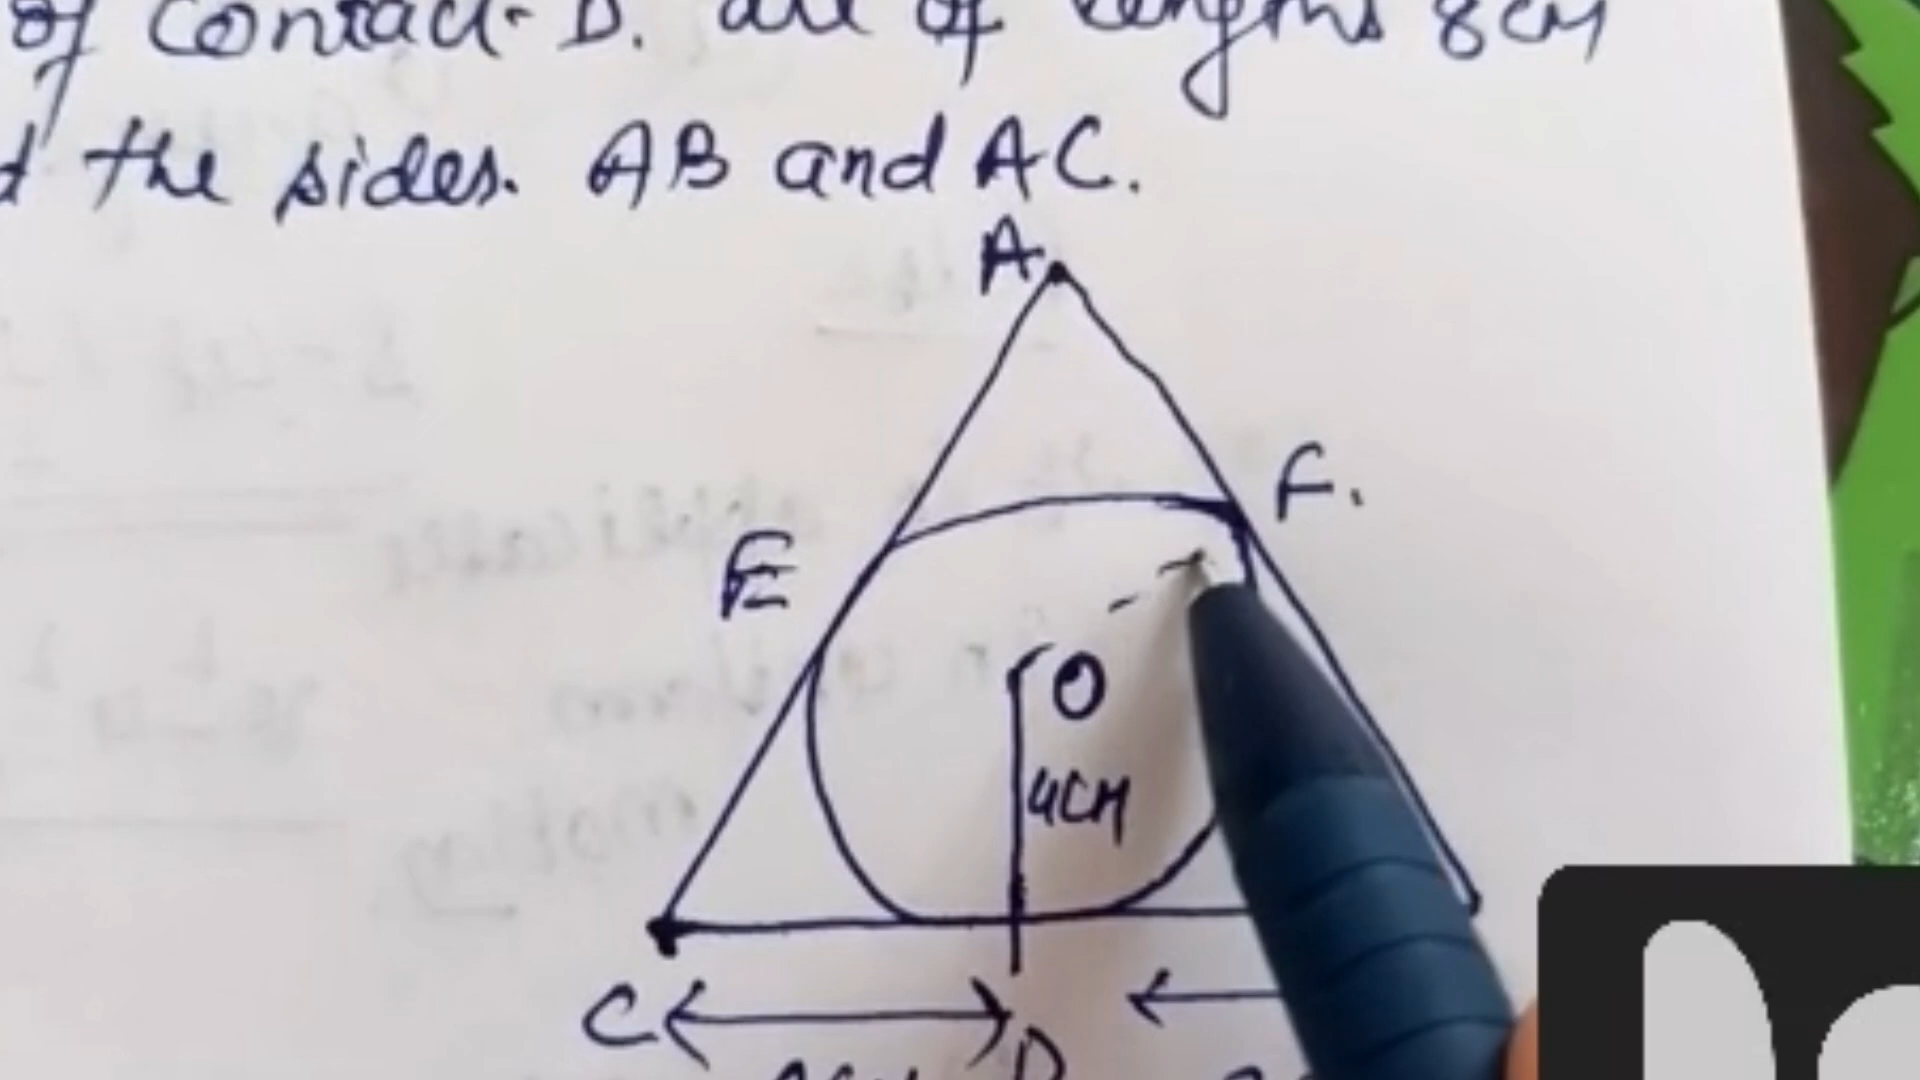 of contact D. are of lengths 8cm
the sides. AB and AC.
A
F.
E
O
4CM
C
D